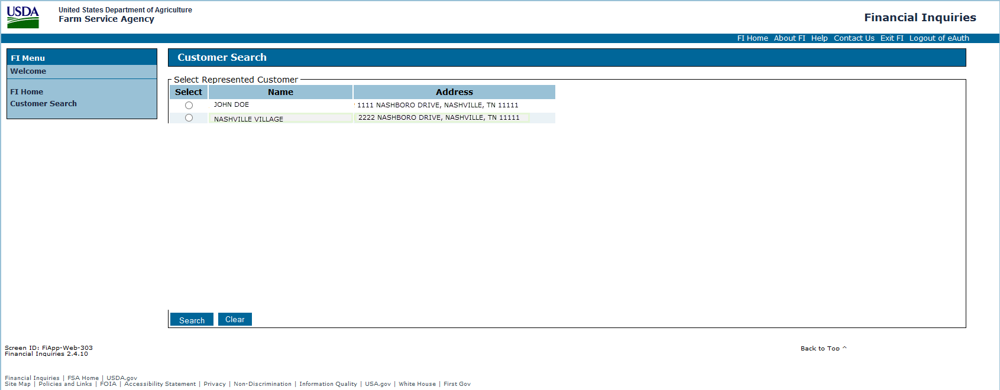 USDA
United States Department of Agriculture
Farm Service Agency
Financial Inquiries
FI Home About FI Help Contact Us Exit FI Logout of eAuth
FI Menu
Welcome
FI Home
Customer Search
Customer Search
Select Represented Customer
Select Name Address
JOHN DOE 1111 NASHBORO DRIVE, NASHVILLE, TN 11111
NASHVILLE VILLAGE 2222 NASHBORO DRIVE, NASHVILLE, TN 11111
Search Clear
Screen ID: FiApp-Web-303
Financial Inquiries 2.4.10
Back to Top ^
Financial Inquiries | FSA Home | USDA.gov
Site Map | Policies and Links | FOIA | Accessibility Statement | Privacy | Non-Discrimination | Information Quality | USA.gov | White House | First Gov